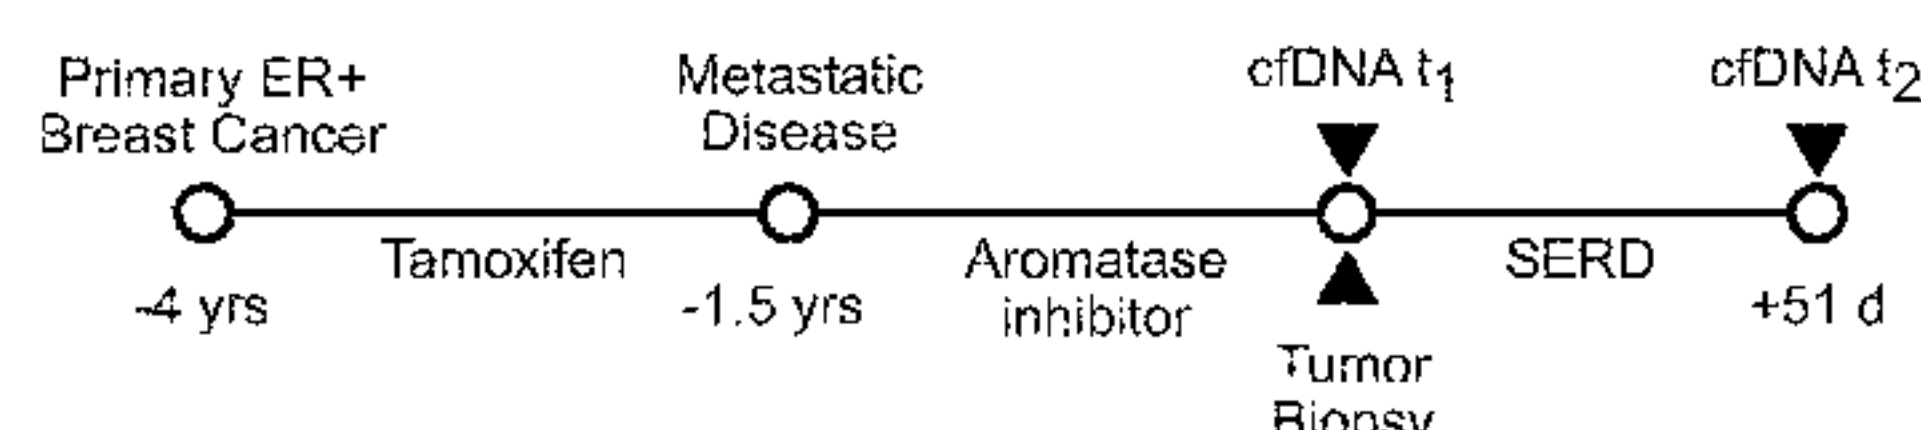 Primary ER+
Breast Cancer
Metastatic
Disease
cfDNA t1
cfDNA t2
Tamoxifen
Aromatase
inhibitor
SERD
-4 yrs
-1.5 yrs
+51 d
Tumor
Biopsy